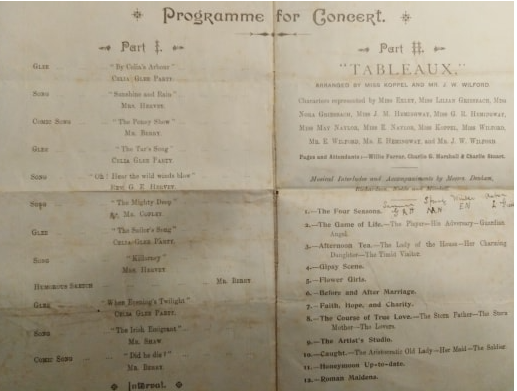 Programme for Concert.
Part I.
GLEE "By Celia's Arbour"
CELIA GLEE PARTY.
SONG "Sunshine and Rain"
MRS. HARVEY.
COMIC SONG "The Penny Show"
MR. BERRY.
GLEE "The Tar's Song"
CELIA GLEE PARTY.
SONG "Oh! Hear the wild winds blow"
REV. G. F. HARVEY.
SONG "The Mighty Deep"
MR.
GLEE "The Sailor's Song"
CELIA GLEE PARTY.
SONG "Killarney"
MRS. HARVEY.
HUMOROUS SKETCH MR. BERRY.
GLEE "When Evening's Twilight"
CELIA GLEE PARTY.
SONG "The Irish Emigrant"
MR. SHAW.
COMIC SONG "Did he die?"
MR. BERRY.
Interval.
Part II.
"TABLEAUX,"
ARRANGED BY MISS KOPPEL AND MR. J. W. WILFORD.
Characters represented by MISS MISS LILIAN GRISBACH, MISS
NORA GRISBACH, MISS J. M. HEMINGWAY, MISS G. R. HEMINGWAY,
MISS MAY NAYLOR, MISS E. NAYLOR, MISS KOPPEL, MISS WILFORD,
MR. E. WILFORD, MR. E. HEMINGWAY, and MR. J. W. WILFORD
Pages and Attendants:—Willie Farrar, Charlie G. Marshall & Charlie Stuart.
Musical Interludes and Accompaniments by Messrs. Denham,
Summer Spring Winter
1.—The Four Seasons.
2.—The Game of Life.—The Player—His Adversary—Guardian
Angel.
3.—Afternoon Tea.—The Lady of the House—Her Charming
Daughter—The Timid Visitor.
4.—Gipsy Scene.
5.—Flower Girls.
6.—Before and After Marriage.
7.—Faith, Hope, and Charity.
8.—The Course of True Love.—The Stern Father—The Stern
Mother—The Lovers.
9.—The Artist's Studio.
10.—Caught.—The Aristocratic Old Lady—Her Maid—The Soldier.
11.—Honeymoon Up-to-date.
12.—Roman Maidens.